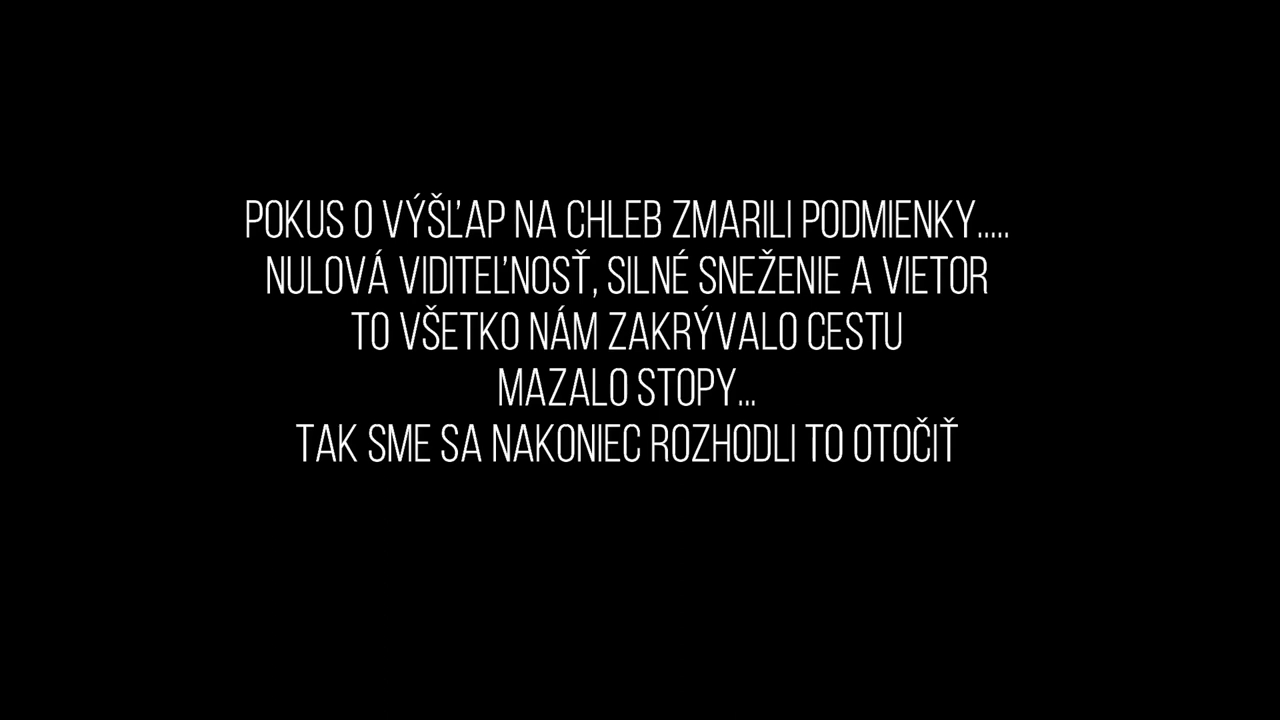 POKUS O VÝŠĽAP NA CHLEB ZMARILI PODMIENKY.....
NULOVÁ VIDITEĽNOSŤ, SILNÉ SNEŽENIE A VIETOR
TO VŠETKO NÁM ZAKRÝVALO CESTU
MAZALO STOPY...
TAK SME SA NAKONIEC ROZHODLI TO OTOČIŤ